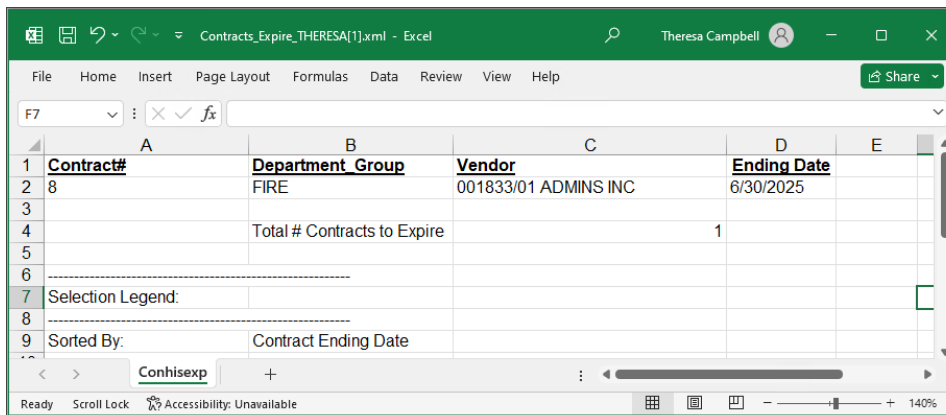 Contracts_Expire_THERESA[1].xml - Excel Theresa Campbell
File Home Insert Page Layout Formulas Data Review View Help Share
F7 fx
A B C D E
1 Contract# Department_Group Vendor Ending Date
2 8 FIRE 001833/01 ADMINS INC 6/30/2025
3
4 Total # Contracts to Expire 1
5
6 ----------------------------------------------------------
7 Selection Legend:
8 ----------------------------------------------------------
9 Sorted By: Contract Ending Date
Conhisexp
Ready Scroll Lock Accessibility: Unavailable 140%